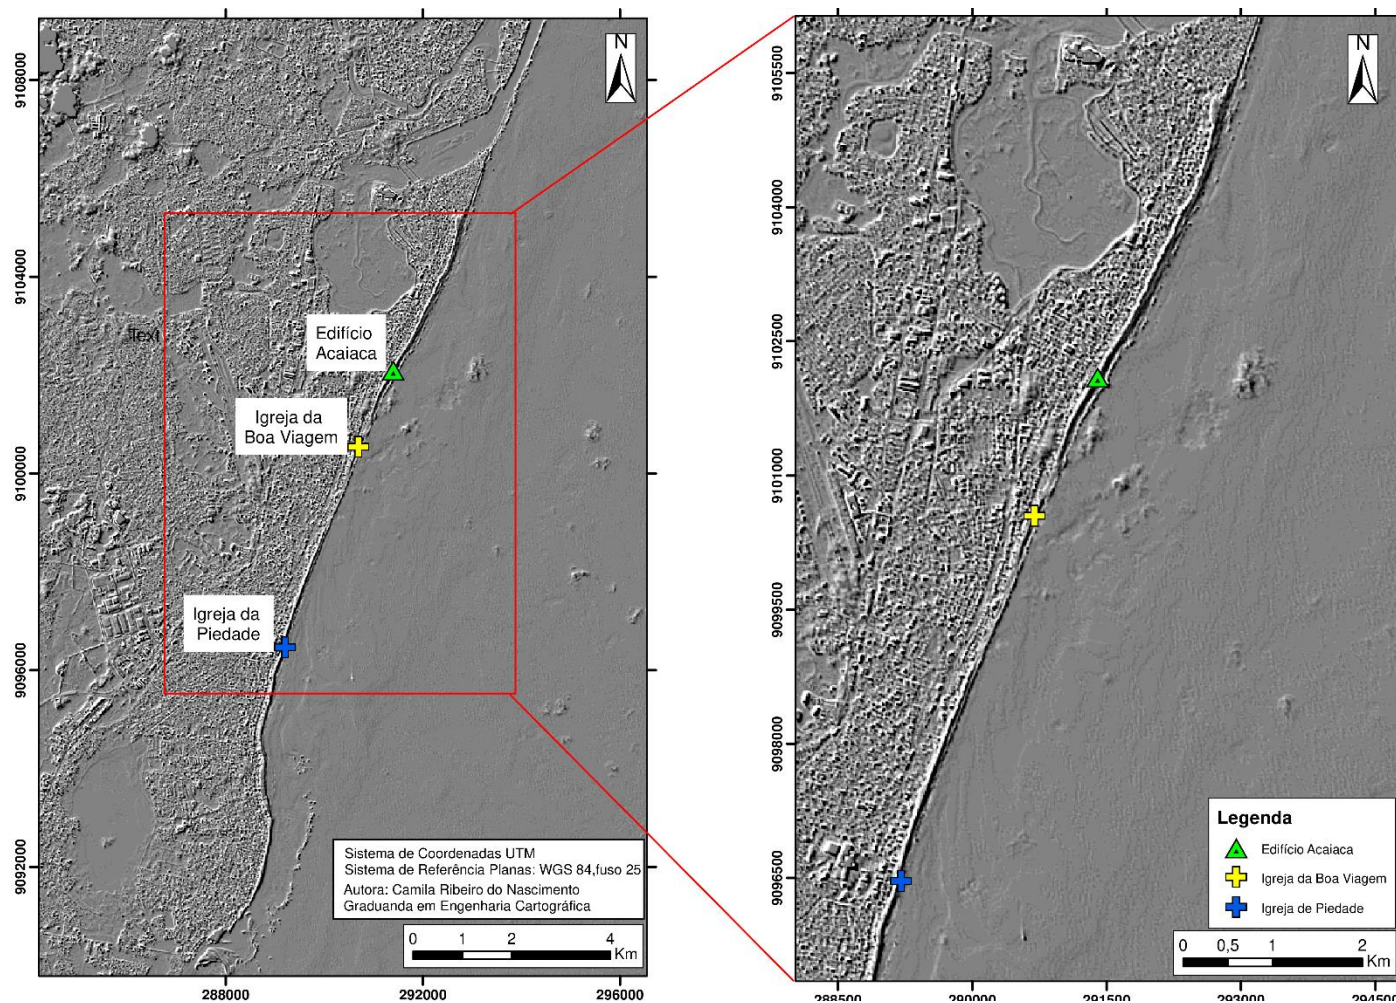 N
9108000
9104000
9100000
9096000
9092000
Text
Edifício
Acaiaca
Igreja da
Boa Viagem
Igreja da
Piedade
Sistema de Coordenadas UTM
Sistema de Referência Planas: WGS 84,fuso 25
Autora: Camila Ribeiro do Nascimento
Graduanda em Engenharia Cartográfica
0 1 2 4
Km
288000 292000 296000
N
9105500
9104000
9102500
9101000
9099500
9098000
9096500
Legenda
Edifício Acaiaca
Igreja da Boa Viagem
Igreja de Piedade
0 0,5 1 2
Km
288500 290000 291500 293000 294500